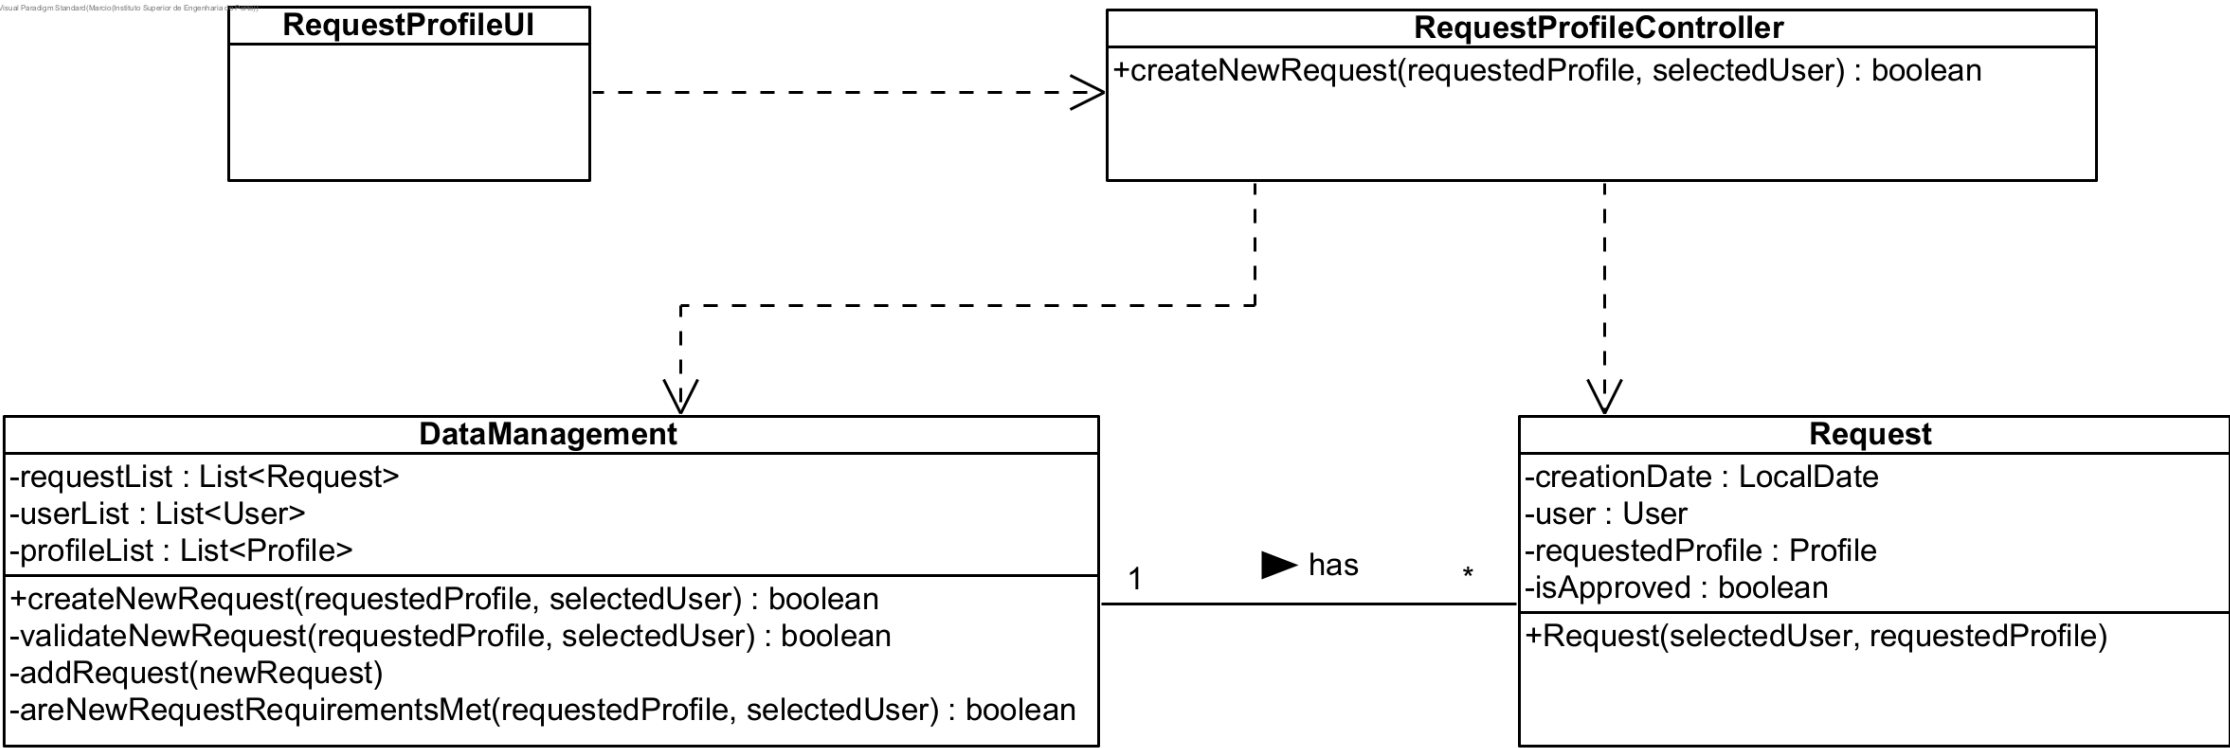 RequestProfileUI
RequestProfileController
+createNewRequest(requestedProfile, selectedUser) : boolean
DataManagement
-requestList : List<Request>
-userList : List<User>
-profileList : List<Profile>
+createNewRequest(requestedProfile, selectedUser) : boolean
-validateNewRequest(requestedProfile, selectedUser) : boolean
-addRequest(newRequest)
-areNewRequestRequirementsMet(requestedProfile, selectedUser) : boolean
1
has
*
Request
-creationDate : LocalDate
-user : User
-requestedProfile : Profile
-isApproved : boolean
+Request(selectedUser, requestedProfile)